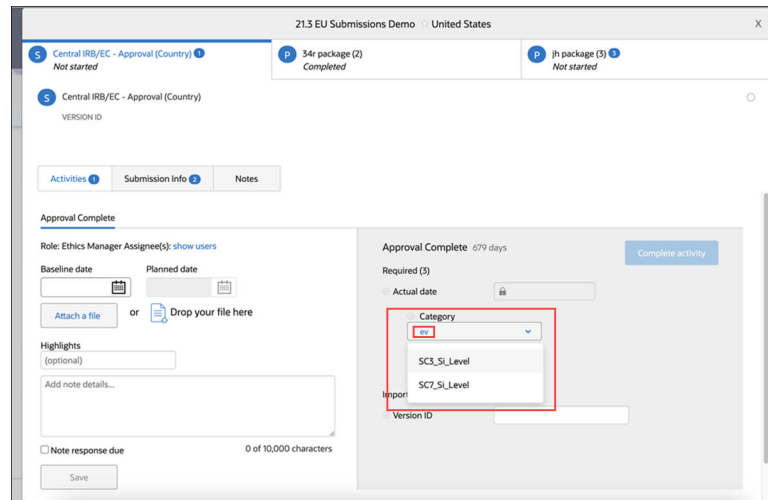 21.3 EU Submissions Demo United States X
S Central IRB/EC - Approval (Country) 1
Not started
P 34r package (2)
Completed
P jh package (3) 3
Not started
S Central IRB/EC - Approval (Country)
VERSION ID
Activities 1 Submission Info 2 Notes
Approval Complete
Role: Ethics Manager Assignee(s): show users
Baseline date Planned date
Attach a file or Drop your file here
Highlights
(optional)
Add note details...
Note response due 0 of 10,000 characters
Save
Approval Complete 679 days
Complete activity
Required (3)
Actual date
Category
ev
SC3_Si_Level
SC7_Si_Level
Impor
Version ID